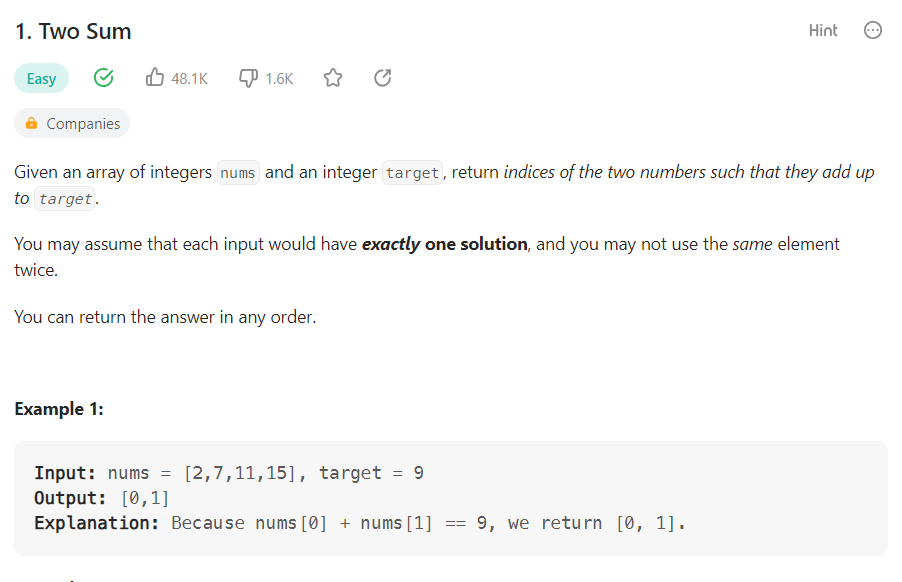 1. Two Sum Hint
Easy 48.1K 1.6K
Companies
Given an array of integers nums and an integer target, return indices of the two numbers such that they add up
to target.
You may assume that each input would have exactly one solution, and you may not use the same element
twice.
You can return the answer in any order.
Example 1:
Input: nums = [2,7,11,15], target = 9
Output: [0,1]
Explanation: Because nums[0] + nums[1] == 9, we return [0, 1].